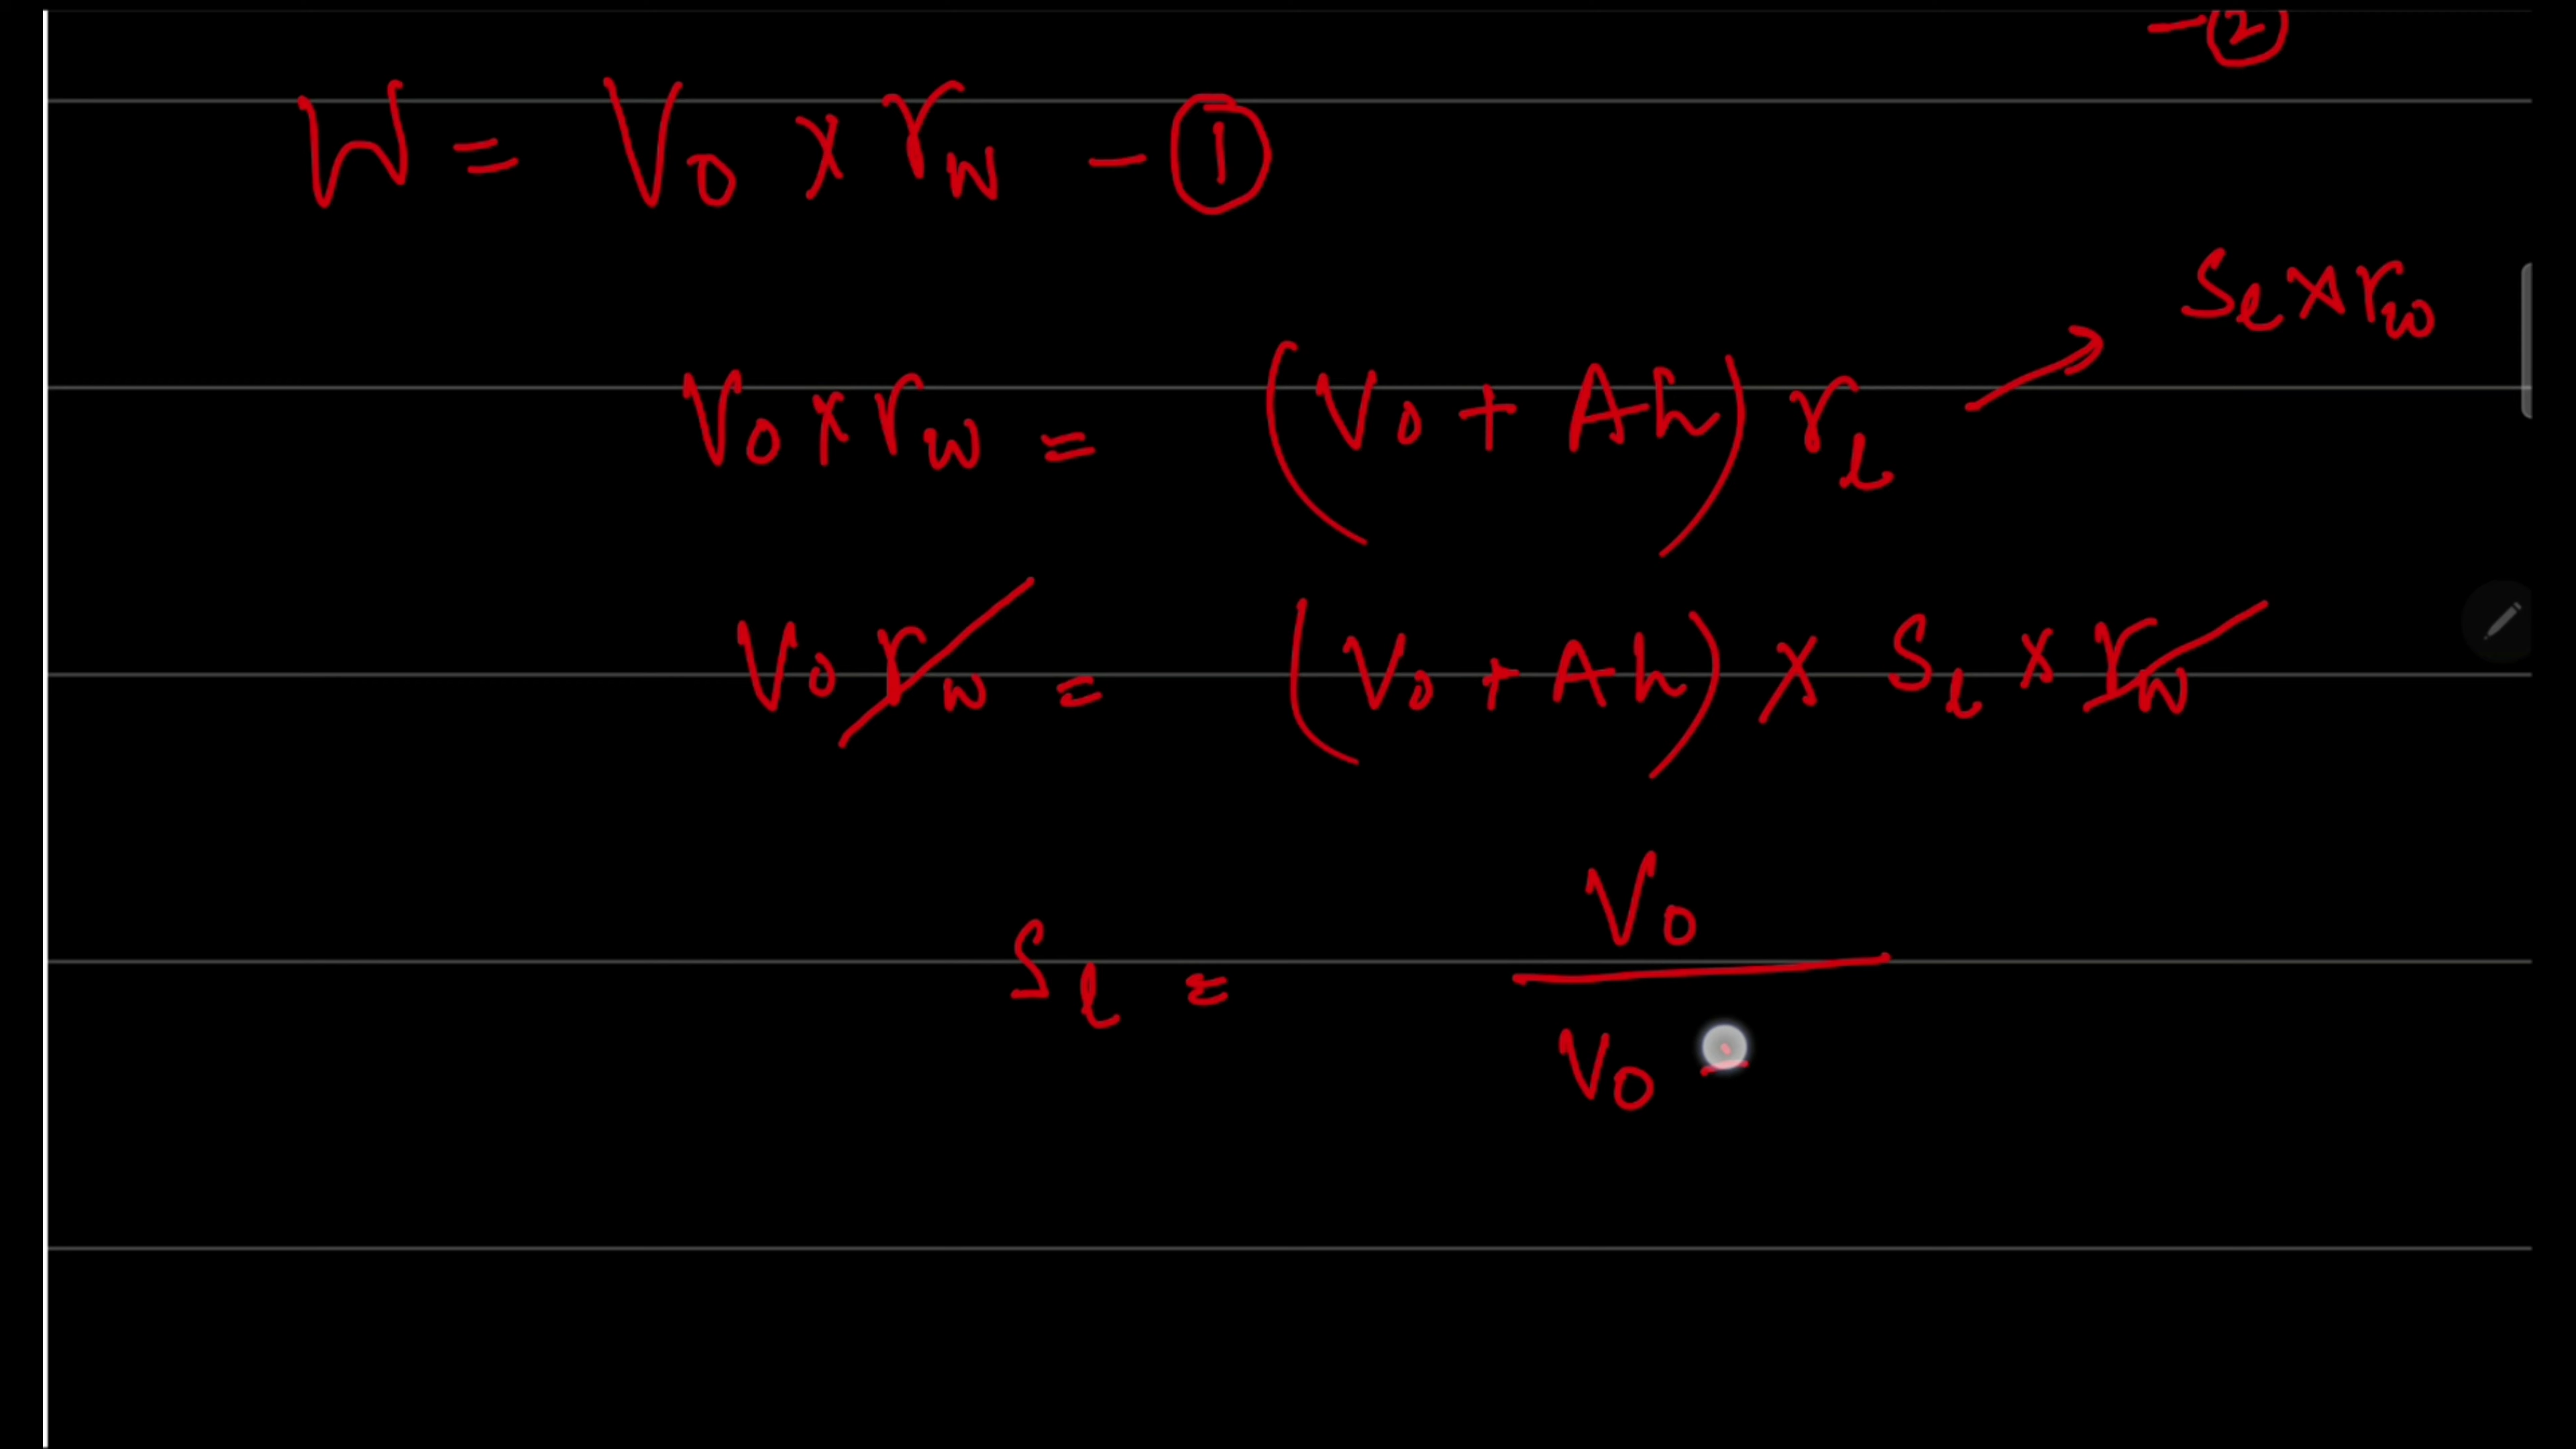 - ②
W = V₀ × r_w - ①
S_l × r_w
V₀ × r_w = (V₀ + Ah) r_l →
V₀ r_w = (V₀ + Ah) × S_l × r_w
S_l = V₀
V₀